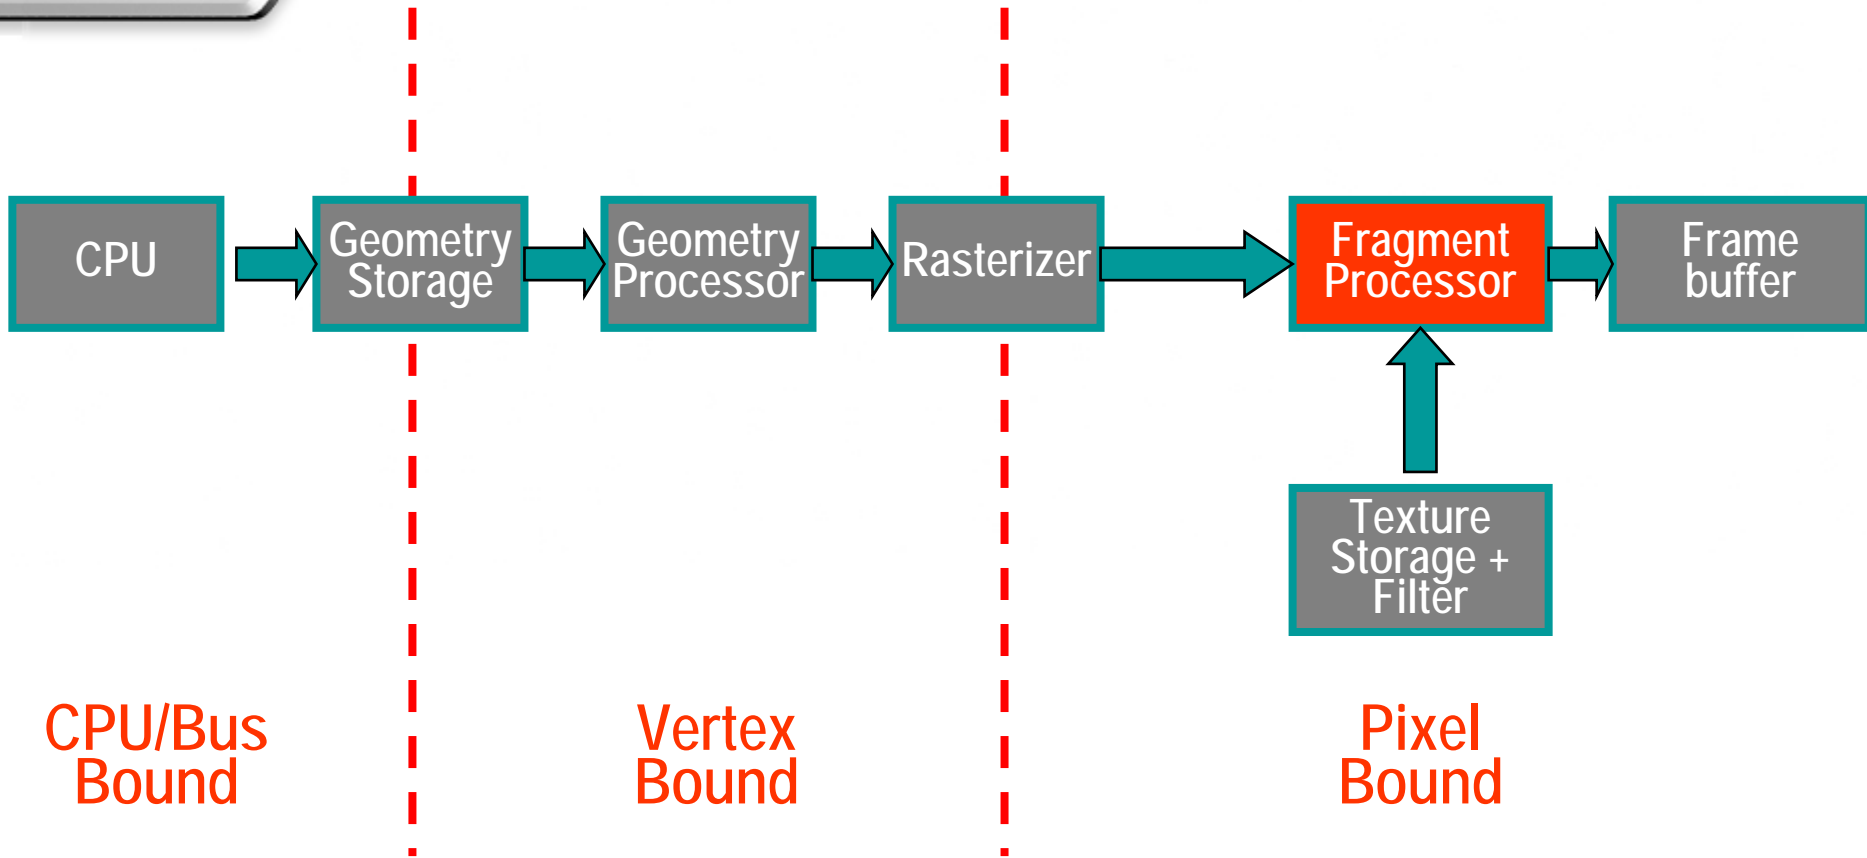 CPU
Geometry
Storage
Geometry
Processor
Rasterizer
Fragment
Processor
Frame
buffer
Texture
Storage +
Filter
CPU/Bus
Bound
Vertex
Bound
Pixel
Bound